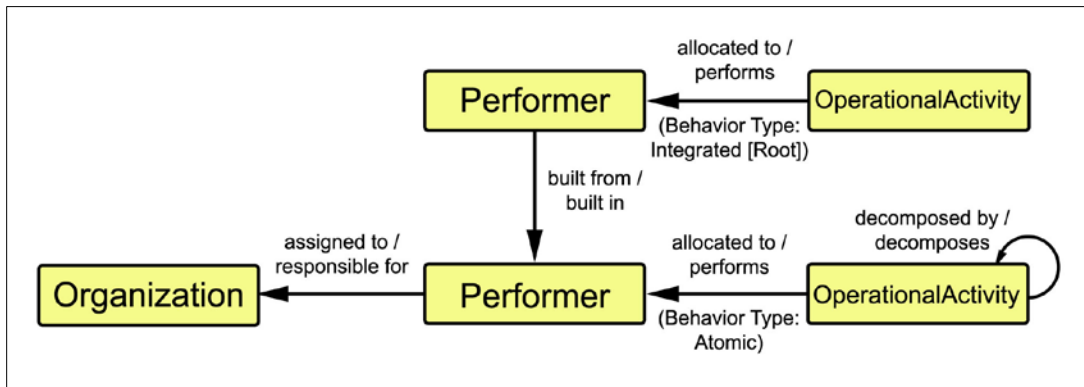 allocated to /
performs
Performer
OperationalActivity
(Behavior Type:
Integrated [Root])
built from /
built in
decomposed by /
decomposes
assigned to /
responsible for
allocated to /
performs
Organization
Performer
OperationalActivity
(Behavior Type:
Atomic)